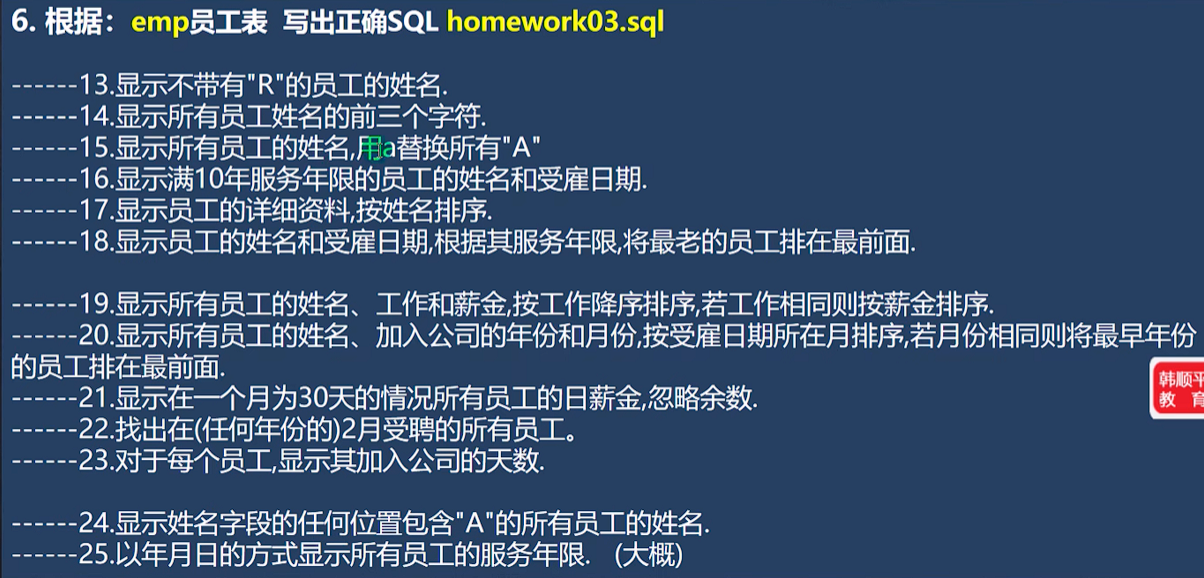 6. 根据：emp员工表 写出正确SQL homework03.sql
------13.显示不带有"R"的员工的姓名.
------14.显示所有员工姓名的前三个字符.
------15.显示所有员工的姓名,用a替换所有"A"
------16.显示满10年服务年限的员工的姓名和受雇日期.
------17.显示员工的详细资料,按姓名排序.
------18.显示员工的姓名和受雇日期,根据其服务年限,将最老的员工排在最前面.
------19.显示所有员工的姓名、工作和薪金,按工作降序排序,若工作相同则按薪金排序.
------20.显示所有员工的姓名、加入公司的年份和月份,按受雇日期所在月排序,若月份相同则将最早年份
的员工排在最前面.
------21.显示在一个月为30天的情况所有员工的日薪金,忽略余数.
韩顺平
教 育
------22.找出在(任何年份的)2月受聘的所有员工。
------23.对于每个员工,显示其加入公司的天数.
------24.显示姓名字段的任何位置包含"A"的所有员工的姓名.
------25.以年月日的方式显示所有员工的服务年限. (大概)